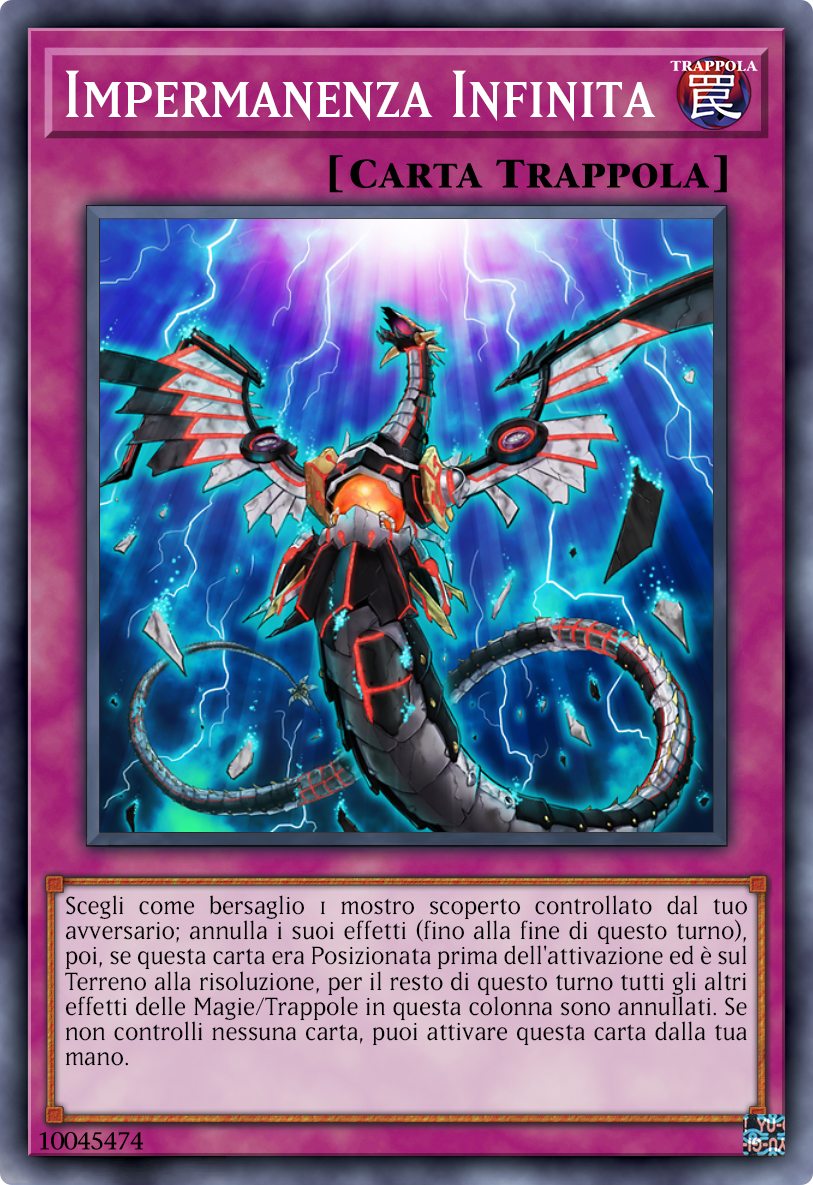 Impermanenza Infinita
TRAPPOLA
罠
[Carta Trappola]
Scegli come bersaglio 1 mostro scoperto controllato dal tuo
avversario; annulla i suoi effetti (fino alla fine di questo turno),
poi, se questa carta era Posizionata prima dell'attivazione ed è sul
Terreno alla risoluzione, per il resto di questo turno tutti gli altri
effetti delle Magie/Trappole in questa colonna sono annullati. Se
non controlli nessuna carta, puoi attivare questa carta dalla tua
mano.
10045474